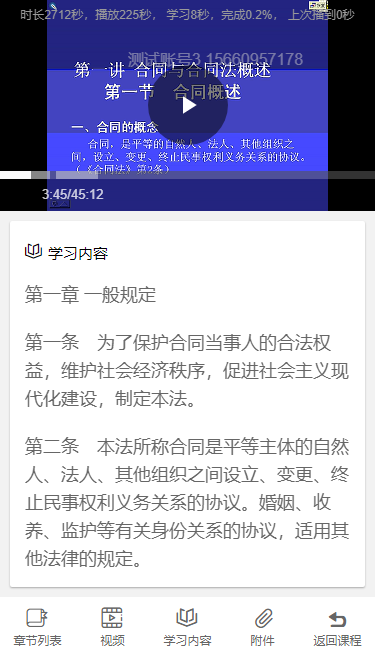 时长2712秒，播放225秒， 学习8秒，完成0.2%， 上次播到0秒
测试账号3 15660957178
第一讲 合同与合同法概述
第一节 合同概述
一、合同的概念
合同，是平等的自然人、法人、其他组织之
间，设立、变更、终止民事权利义务关系的协议。
（《合同法》第2条）
3:45/45:12
学习内容
第一章 一般规定
第一条　为了保护合同当事人的合法权
益，维护社会经济秩序，促进社会主义现
代化建设，制定本法。
第二条　本法所称合同是平等主体的自然
人、法人、其他组织之间设立、变更、终
止民事权利义务关系的协议。婚姻、收
养、监护等有关身份关系的协议，适用其
他法律的规定。
章节列表 视频 学习内容 附件 返回课程